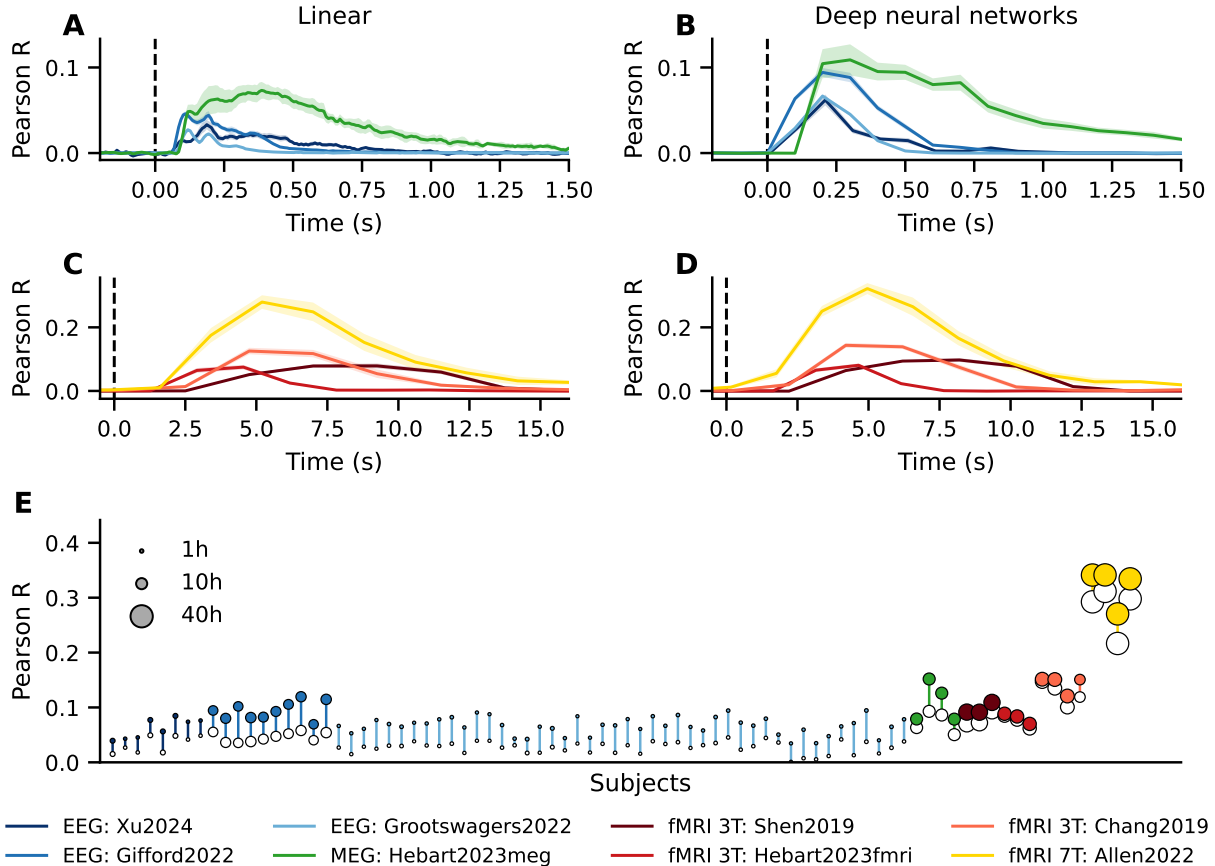 A
Linear
B
Deep neural networks
Pearson R
0.1
0.0
0.00 0.25 0.50 0.75 1.00 1.25 1.50
Time (s)
Pearson R
0.1
0.0
0.00 0.25 0.50 0.75 1.00 1.25 1.50
Time (s)
C
Pearson R
0.2
0.0
0.0 2.5 5.0 7.5 10.0 12.5 15.0
Time (s)
D
Pearson R
0.2
0.0
0.0 2.5 5.0 7.5 10.0 12.5 15.0
Time (s)
E
Pearson R
0.4
0.3
0.2
0.1
0.0
1h
10h
40h
Subjects
EEG: Xu2024
EEG: Grootswagers2022
fMRI 3T: Shen2019
fMRI 3T: Chang2019
EEG: Gifford2022
MEG: Hebart2023meg
fMRI 3T: Hebart2023fmri
fMRI 7T: Allen2022